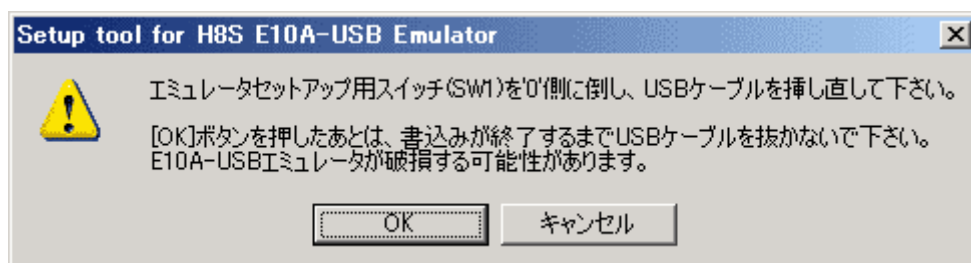 Setup tool for H8S E10A-USB Emulator
エミュレータセットアップ用スイッチ(SW1)を'0'側に倒し、USBケーブルを挿し直して下さい。
[OK]ボタンを押したあとは、書込みが終了するまでUSBケーブルを抜かないで下さい。
E10A-USBエミュレータが破損する可能性があります。
OK キャンセル